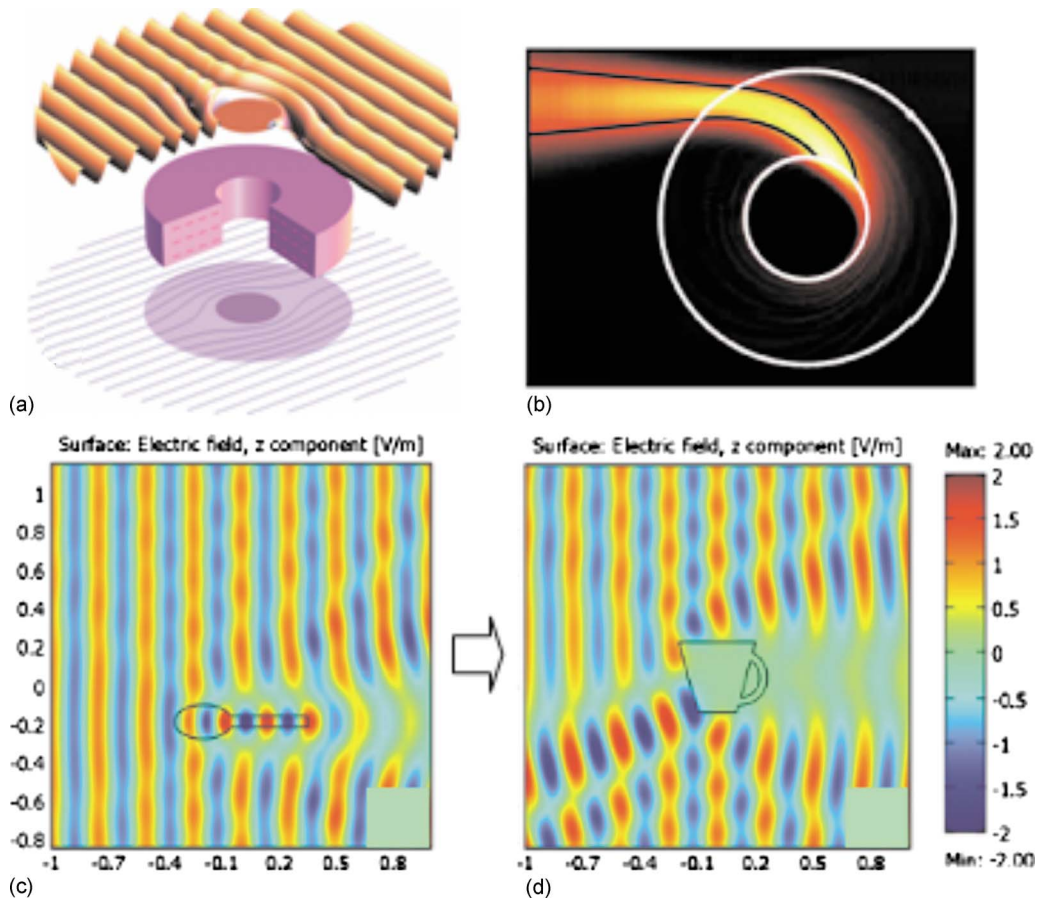 (a)
(b)
Surface: Electric field, z component [V/m]
1
0.8
0.6
0.4
0.2
0
-0.2
-0.4
-0.6
-0.8
-1 -0.7 -0.4 -0.1 0.2 0.5 0.8
(c)
Surface: Electric field, z component [V/m]
-1 -0.7 -0.4 -0.1 0.2 0.5 0.8
(d)
Max: 2.00
2
1.5
1
0.5
0
-0.5
-1
-1.5
-2
Min: -2.00